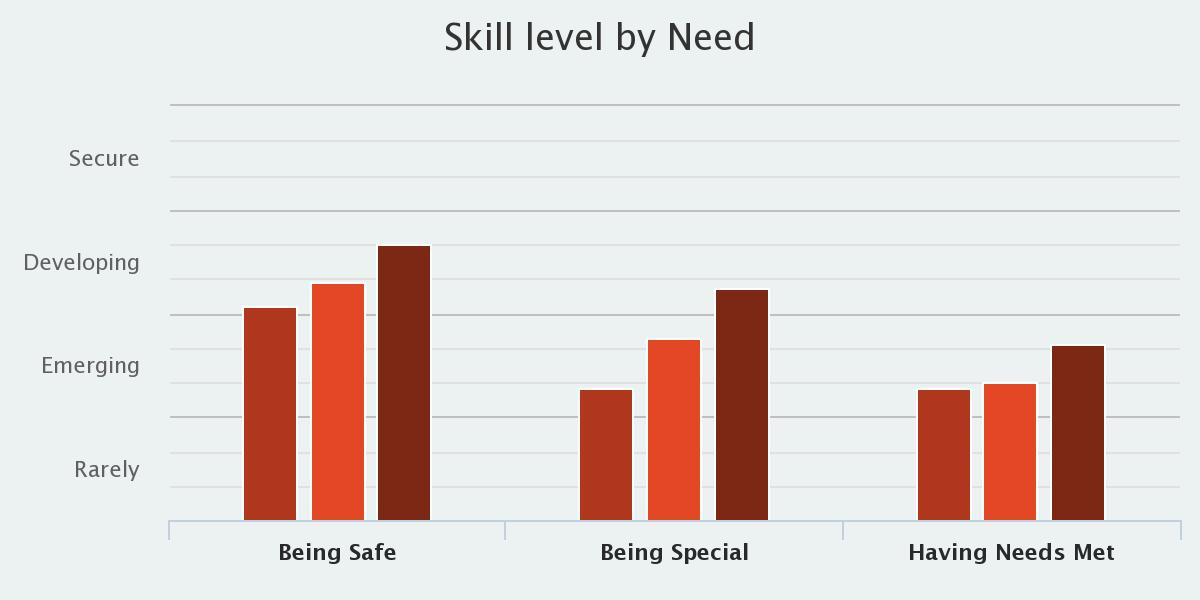 Skill level by Need
Secure
Developing
Emerging
Rarely
Being Safe
Being Special
Having Needs Met